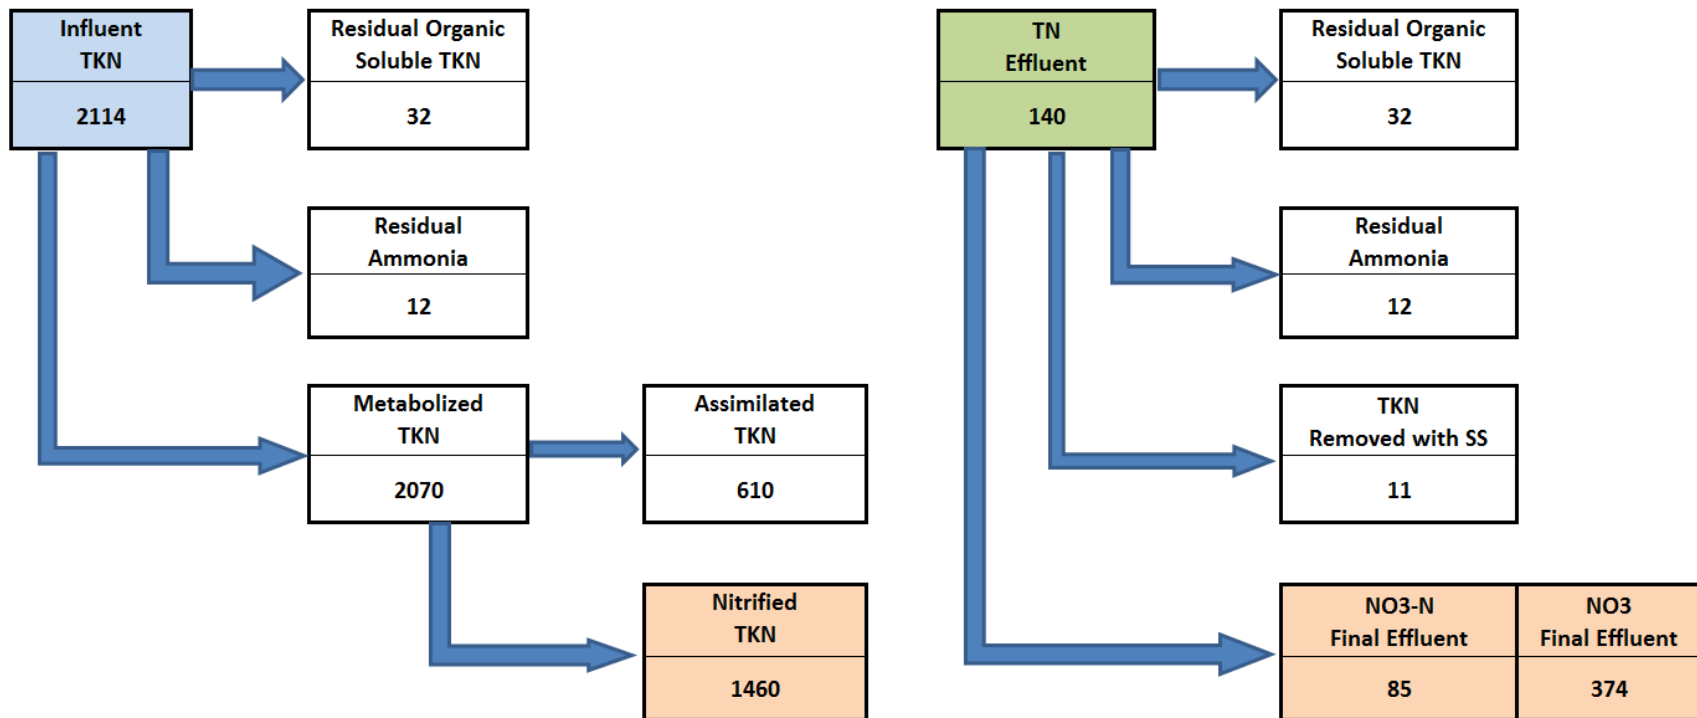 Influent
TKN
2114
Residual Organic
Soluble TKN
32
Residual
Ammonia
12
Metabolized
TKN
2070
Assimilated
TKN
610
Nitrified
TKN
1460
TN
Effluent
140
Residual Organic
Soluble TKN
32
Residual
Ammonia
12
TKN
Removed with SS
11
NO3-N
Final Effluent
85
NO3
Final Effluent
374